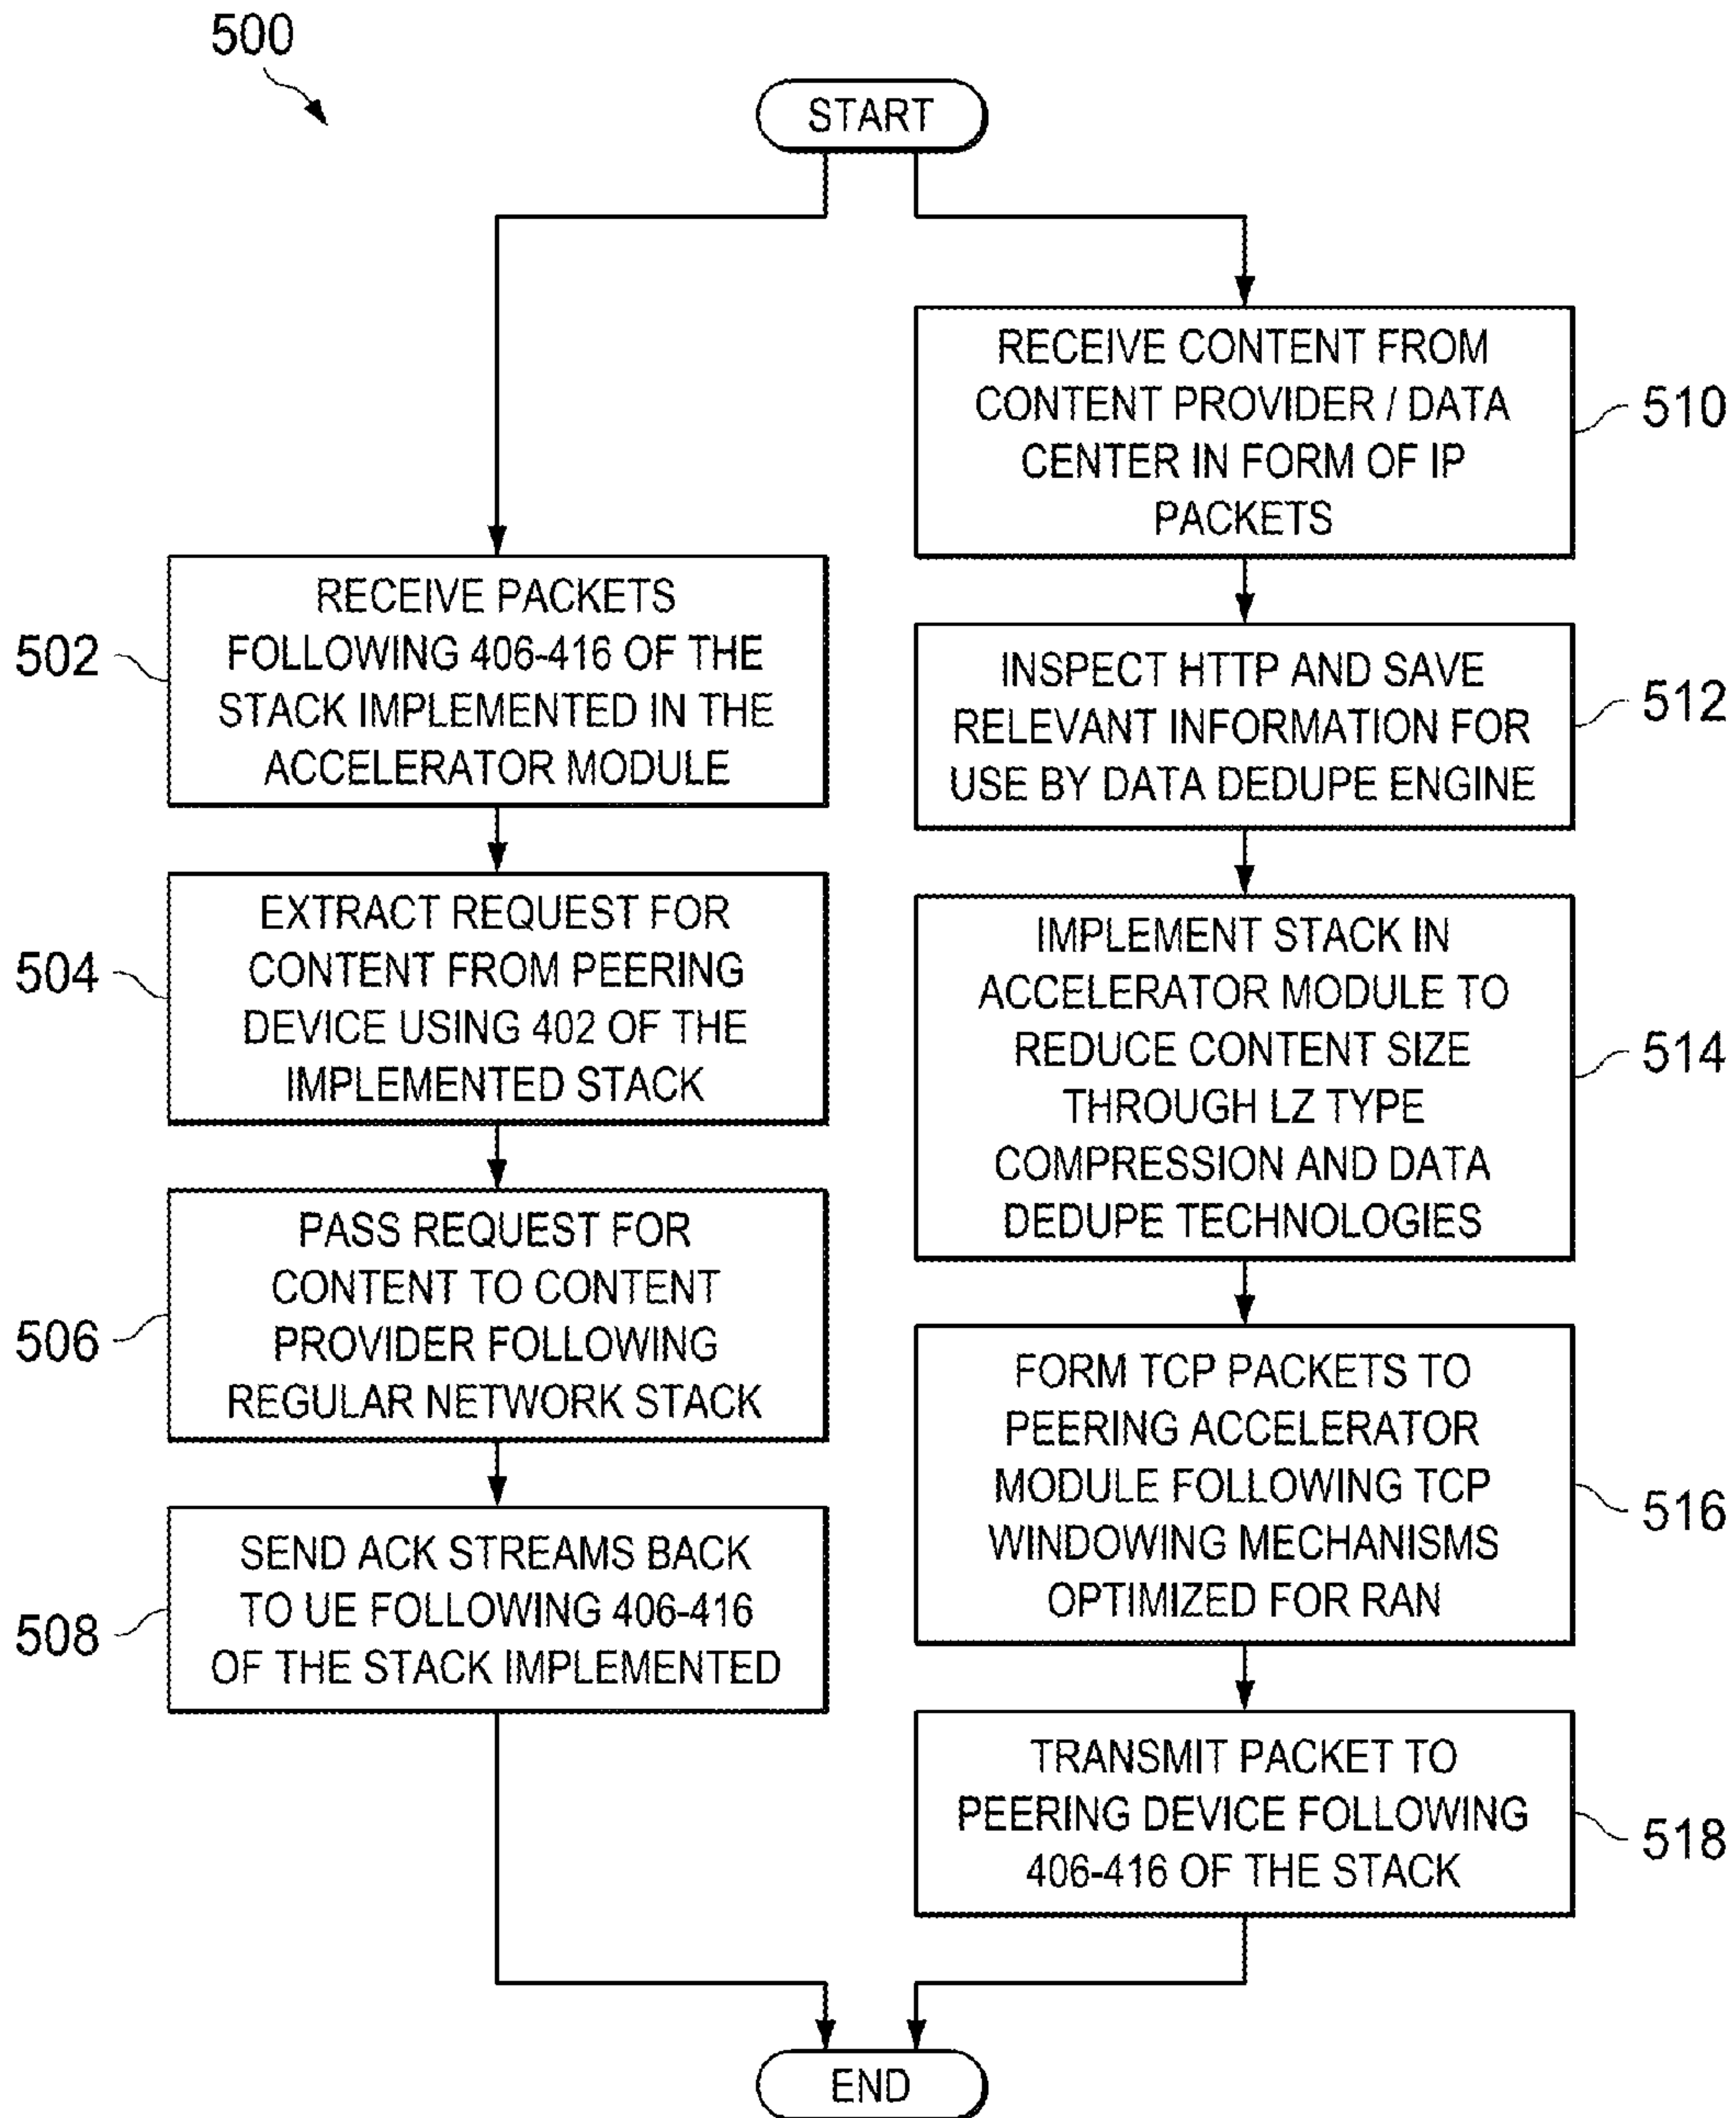 500
START
502
RECEIVE PACKETS
FOLLOWING 406-416 OF THE
STACK IMPLEMENTED IN THE
ACCELERATOR MODULE
504
EXTRACT REQUEST FOR
CONTENT FROM PEERING
DEVICE USING 402 OF THE
IMPLEMENTED STACK
506
PASS REQUEST FOR
CONTENT TO CONTENT
PROVIDER FOLLOWING
REGULAR NETWORK STACK
508
SEND ACK STREAMS BACK
TO UE FOLLOWING 406-416
OF THE STACK IMPLEMENTED
RECEIVE CONTENT FROM
CONTENT PROVIDER / DATA
CENTER IN FORM OF IP
PACKETS
510
INSPECT HTTP AND SAVE
RELEVANT INFORMATION FOR
USE BY DATA DEDUPE ENGINE
512
IMPLEMENT STACK IN
ACCELERATOR MODULE TO
REDUCE CONTENT SIZE
THROUGH LZ TYPE
COMPRESSION AND DATA
DEDUPE TECHNOLOGIES
514
FORM TCP PACKETS TO
PEERING ACCELERATOR
MODULE FOLLOWING TCP
WINDOWING MECHANISMS
OPTIMIZED FOR RAN
516
TRANSMIT PACKET TO
PEERING DEVICE FOLLOWING
406-416 OF THE STACK
518
END